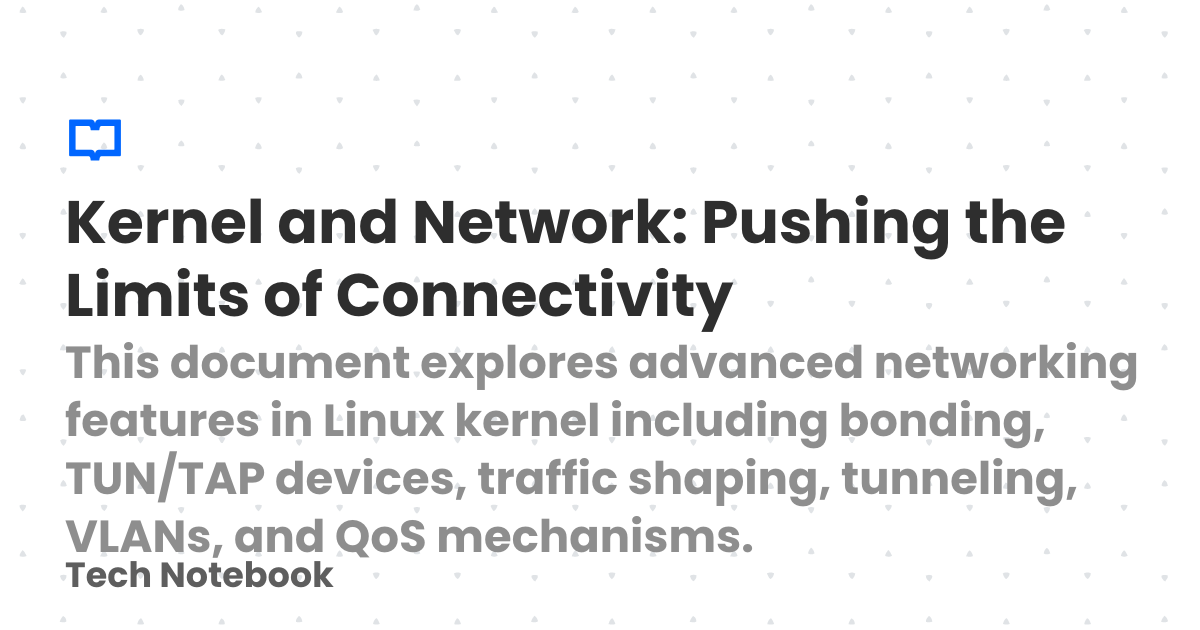 Kernel and Network: Pushing the
Limits of Connectivity
This document explores advanced networking
features in Linux kernel including bonding,
TUN/TAP devices, traffic shaping, tunneling,
VLANs, and QoS mechanisms.
Tech Notebook